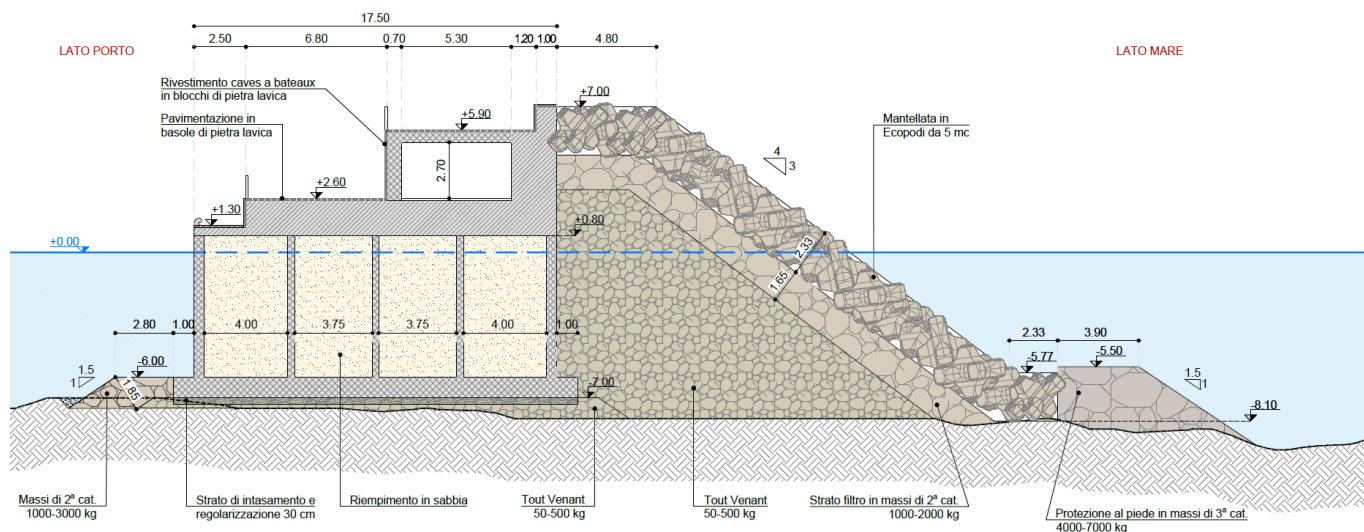 17.50
2.50 6.80 0.70 5.30 1.20 1.00 4.80
LATO PORTO
LATO MARE
Rivestimento caves a bateaux
in blocchi di pietra lavica
Pavimentazione in
basole di pietra lavica
+7.00
+5.90
Mantellata in
Ecopodi da 5 mc
4
3
2.70
+2.60
+1.30
+0.80
+0.00
2.33
1.65
2.80 1.00 4.00 3.75 3.75 4.00 1.00
2.33 3.90
-5.77
-5.50
1.5
1
-6.00
1.85
-7.00
1.5
1
-8.10
Massi di 2ª cat.
1000-3000 kg
Strato di intasamento e
regolarizzazione 30 cm
Riempimento in sabbia
Tout Venant
50-500 kg
Tout Venant
50-500 kg
Strato filtro in massi di 2ª cat.
1000-2000 kg
Protezione al piede in massi di 3ª cat.
4000-7000 kg